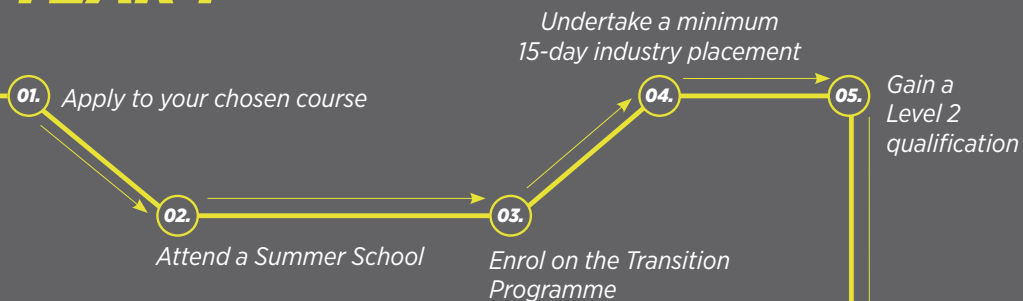 01.
Apply to your chosen course
02.
Attend a Summer School
03.
Enrol on the Transition
Programme
Undertake a minimum
15-day industry placement
04.
05.
Gain a
Level 2
qualification